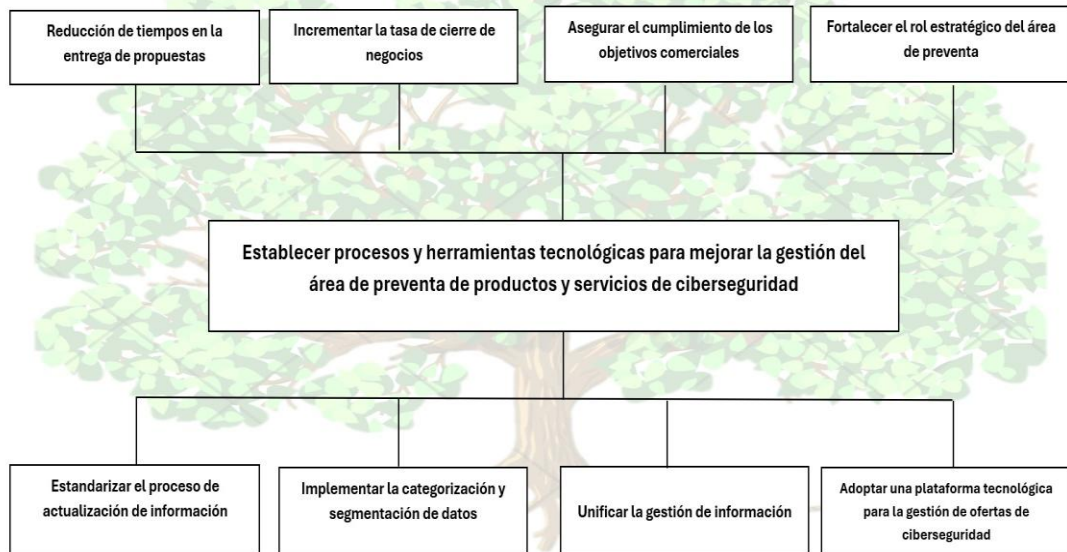 Reducción de tiempos en la
entrega de propuestas
Incrementar la tasa de cierre de
negocios
Asegurar el cumplimiento de los
objetivos comerciales
Fortalecer el rol estratégico del área
de preventa
Establecer procesos y herramientas tecnológicas para mejorar la gestión del
área de preventa de productos y servicios de ciberseguridad
Estandarizar el proceso de
actualización de información
Implementar la categorización y
segmentación de datos
Unificar la gestión de información
Adoptar una plataforma tecnológica
para la gestión de ofertas de
ciberseguridad